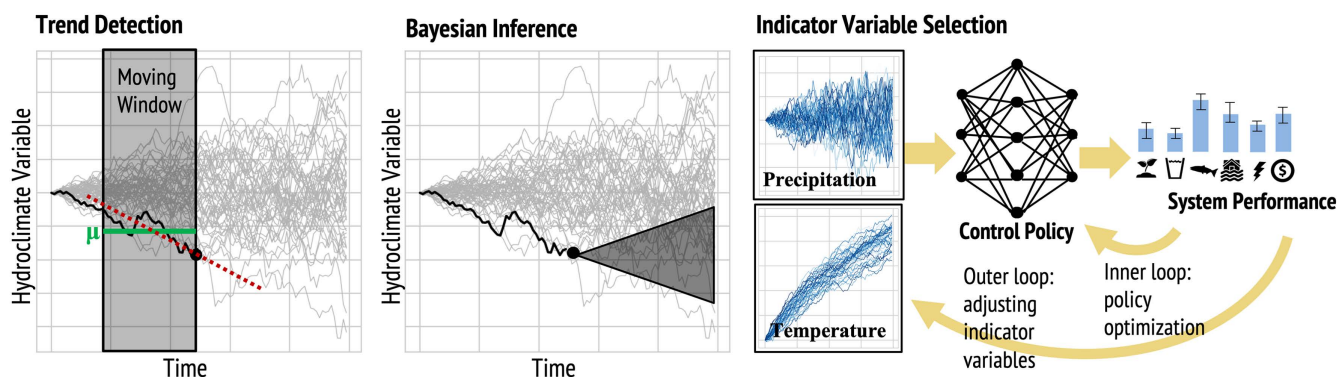 Trend Detection
Moving
Window
μ
Hydroclimate Variable
Time
Bayesian Inference
Hydroclimate Variable
Time
Indicator Variable Selection
Precipitation
Temperature
Control Policy
$
System Performance
Outer loop:
adjusting
indicator
variables
Inner loop:
policy
optimization